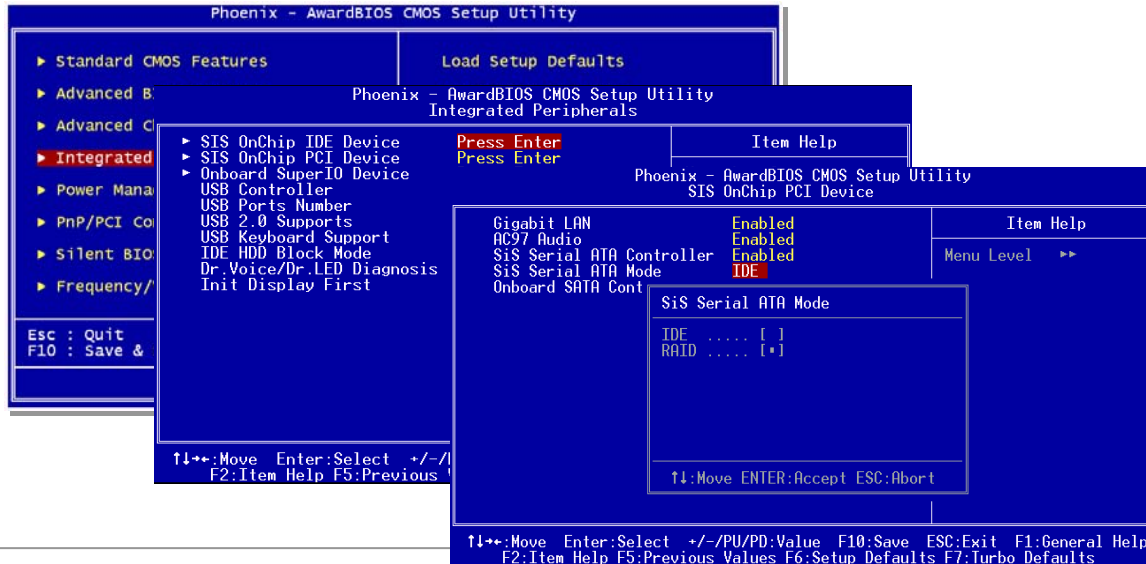 Phoenix - AwardBIOS CMOS Setup Utility
► Standard CMOS Features
Load Setup Defaults
► Advanced
► Advanced
► Integrated
► Power
► PnP/PCI
► Silent
► Frequency/
Esc : Quit
F10 : Save &
Phoenix - AwardBIOS CMOS Setup Utility
Integrated Peripherals
► SIS OnChip IDE Device Press Enter
► SIS OnChip PCI Device Press Enter
► Onboard SuperIO Device
USB Controller
USB Ports Number
USB 2.0 Supports
USB Keyboard Support
IDE HDD Block Mode
Dr.Voice/Dr.LED Diagnosis
Init Display First
Item Help
↑↓→←:Move Enter:Select +/-/
F2:Item Help F5:Previous
Phoenix - AwardBIOS CMOS Setup Utility
SIS OnChip PCI Device
Gigabit LAN Enabled
AC97 Audio Enabled
SiS Serial ATA Controller Enabled
SiS Serial ATA Mode IDE
Onboard SATA Cont
Item Help
Menu Level ►►
SiS Serial ATA Mode
IDE ..... [ ]
RAID ..... [▪]
↑↓:Move ENTER:Accept ESC:Abort
↑↓→←:Move Enter:Select +/-/PU/PD:Value F10:Save ESC:Exit F1:General Help
F2:Item Help F5:Previous Values F6:Setup Defaults F7:Turbo Defaults